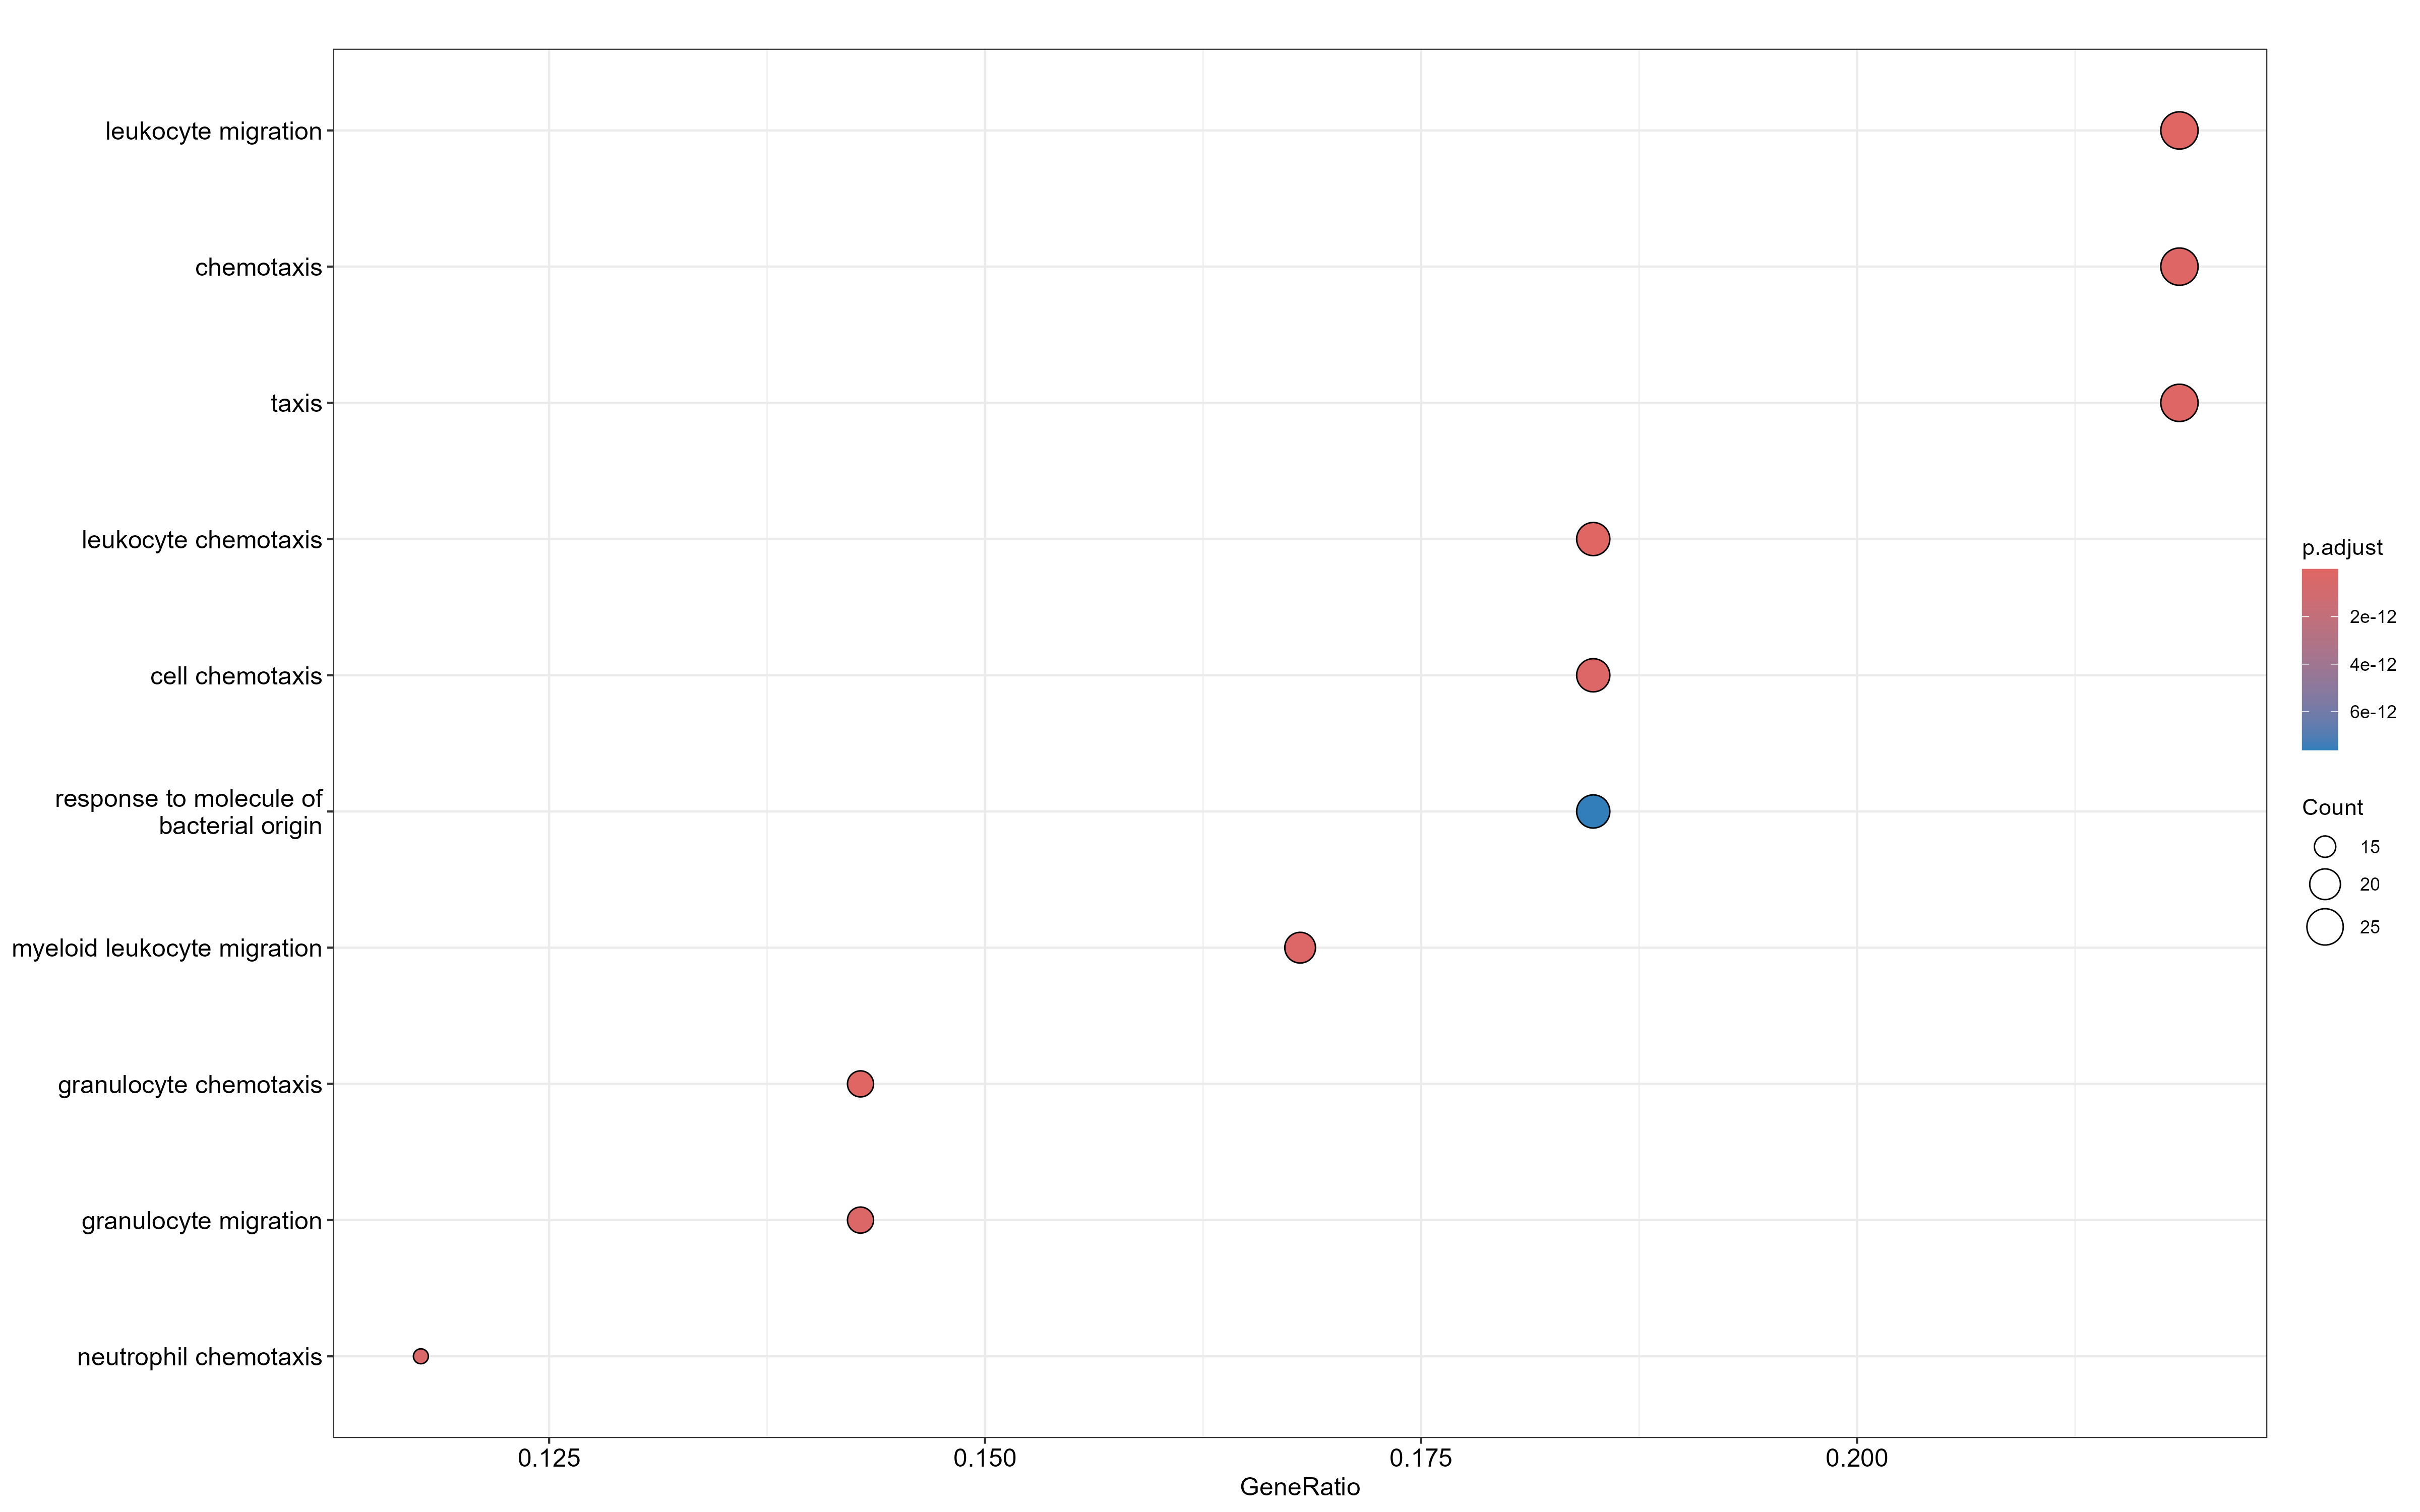 leukocyte migration
chemotaxis
taxis
leukocyte chemotaxis
cell chemotaxis
response to molecule of
bacterial origin
myeloid leukocyte migration
granulocyte chemotaxis
granulocyte migration
neutrophil chemotaxis
0.125
0.150
0.175
0.200
GeneRatio
p.adjust
2e-12
4e-12
6e-12
Count
15
20
25